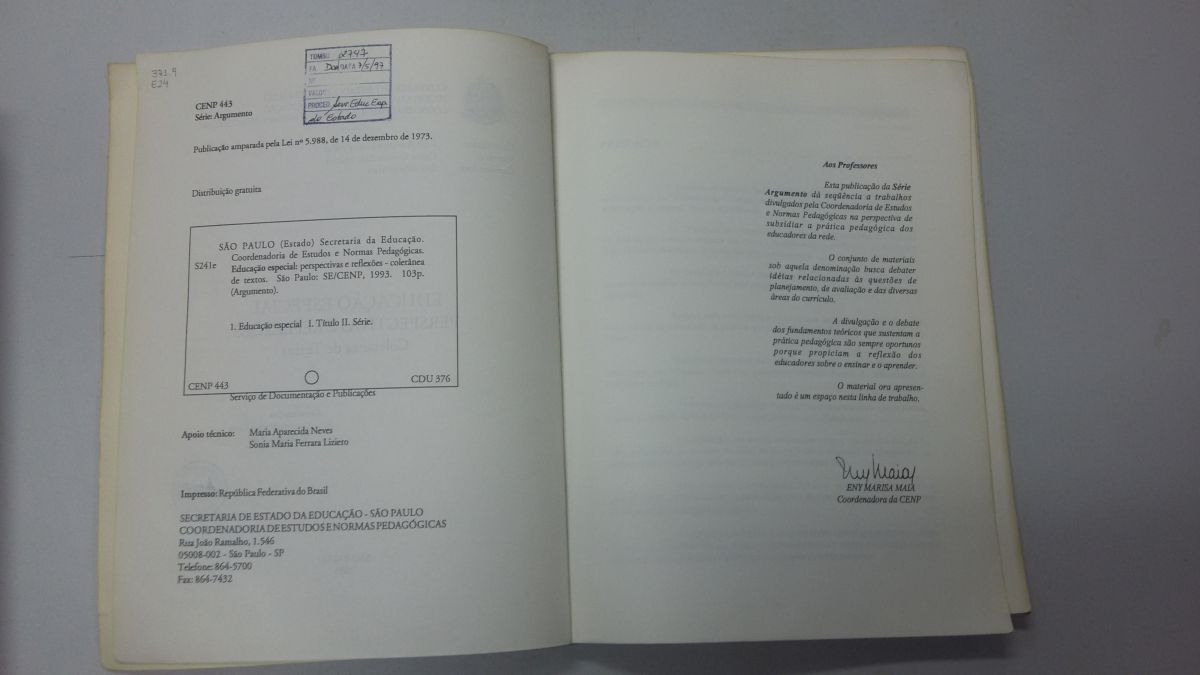 371.9
E24
TOMBO 2747
DATA 7/5/97
Nº
VALOR
PROCED. Educ Esp.
do Estado
CENP 443
Série: Argumento
Publicação amparada pela Lei nº 5.988, de 14 de dezembro de 1973.
Distribuição gratuita
SÃO PAULO (Estado) Secretaria da Educação.
S241e Coordenadoria de Estudos e Normas Pedagógicas.
Educação especial: perspectivas e reflexões - coletânea
de textos. São Paulo: SE/CENP, 1993. 103p.
(Argumento).
1. Educação especial I. Título II. Série.
CENP 443 CDU 376
Serviço de Documentação e Publicações
Apoio técnico: Maria Aparecida Neves
Sonia Maria Ferrara Liziero
Impresso: República Federativa do Brasil
SECRETARIA DE ESTADO DA EDUCAÇÃO - SÃO PAULO
COORDENADORIA DE ESTUDOS E NORMAS PEDAGÓGICAS
Rua João Ramalho, 1.546
05008-002 - São Paulo - SP
Telefone: 864-5700
Fax: 864-7432
Aos Professores
Esta publicação da Série
Argumento dá seqüência a trabalhos
divulgados pela Coordenadoria de Estudos
e Normas Pedagógicas na perspectiva de
subsidiar a prática pedagógica dos
educadores da rede.
O conjunto de materiais
sob aquela denominação busca debater
idéias relacionadas às questões de
planejamento, de avaliação e das diversas
áreas do currículo.
A divulgação e o debate
dos fundamentos teóricos que sustentam a
prática pedagógica são sempre oportunos
porque propiciam a reflexão dos
educadores sobre o ensinar e o aprender.
O material ora apresen-
tado é um espaço nesta linha de trabalho.
Eny Maia
ENY MARISA MAIA
Coordenadora da CENP